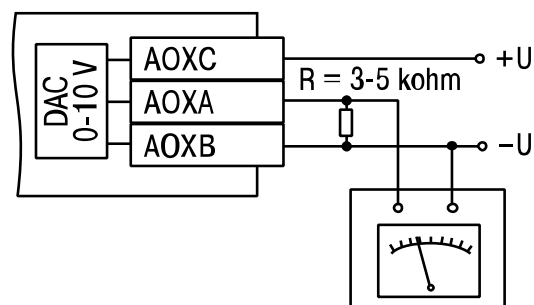 DAC
0-10 V
AOXC
AOXA
AOXB
+U
R = 3-5 kohm
-U